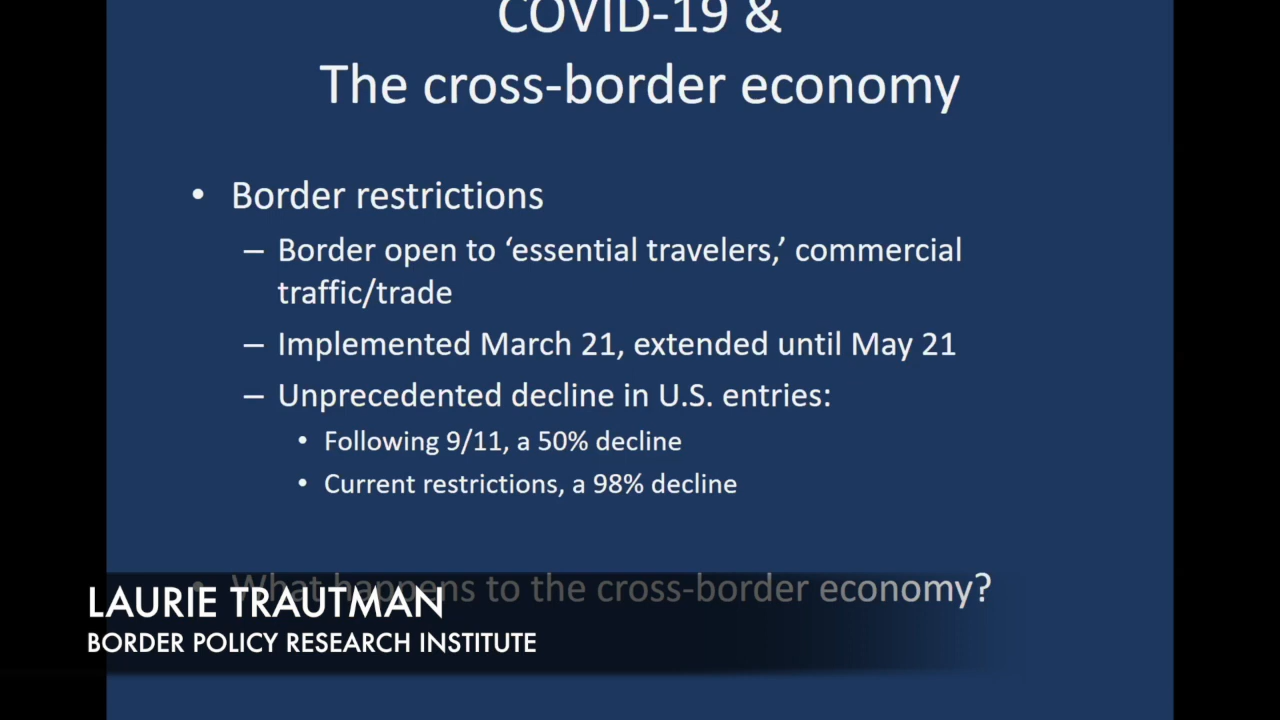 COVID-19 &
The cross-border economy
• Border restrictions
– Border open to ‘essential travelers,’ commercial
traffic/trade
– Implemented March 21, extended until May 21
– Unprecedented decline in U.S. entries:
• Following 9/11, a 50% decline
• Current restrictions, a 98% decline
• What happens to the cross-border economy?
LAURIE TRAUTMAN
BORDER POLICY RESEARCH INSTITUTE